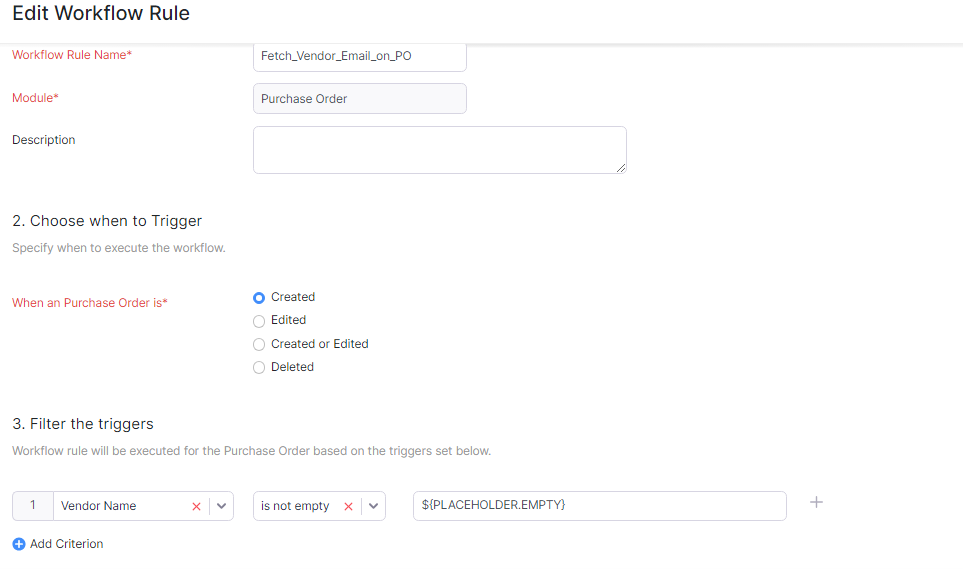 Edit Workflow Rule
Workflow Rule Name*
Fetch_Vendor_Email_on_PO
Module*
Purchase Order
Description
2. Choose when to Trigger
Specify when to execute the workflow.
When an Purchase Order is*
Created
Edited
Created or Edited
Deleted
3. Filter the triggers
Workflow rule will be executed for the Purchase Order based on the triggers set below.
1 Vendor Name is not empty ${PLACEHOLDER.EMPTY}
Add Criterion